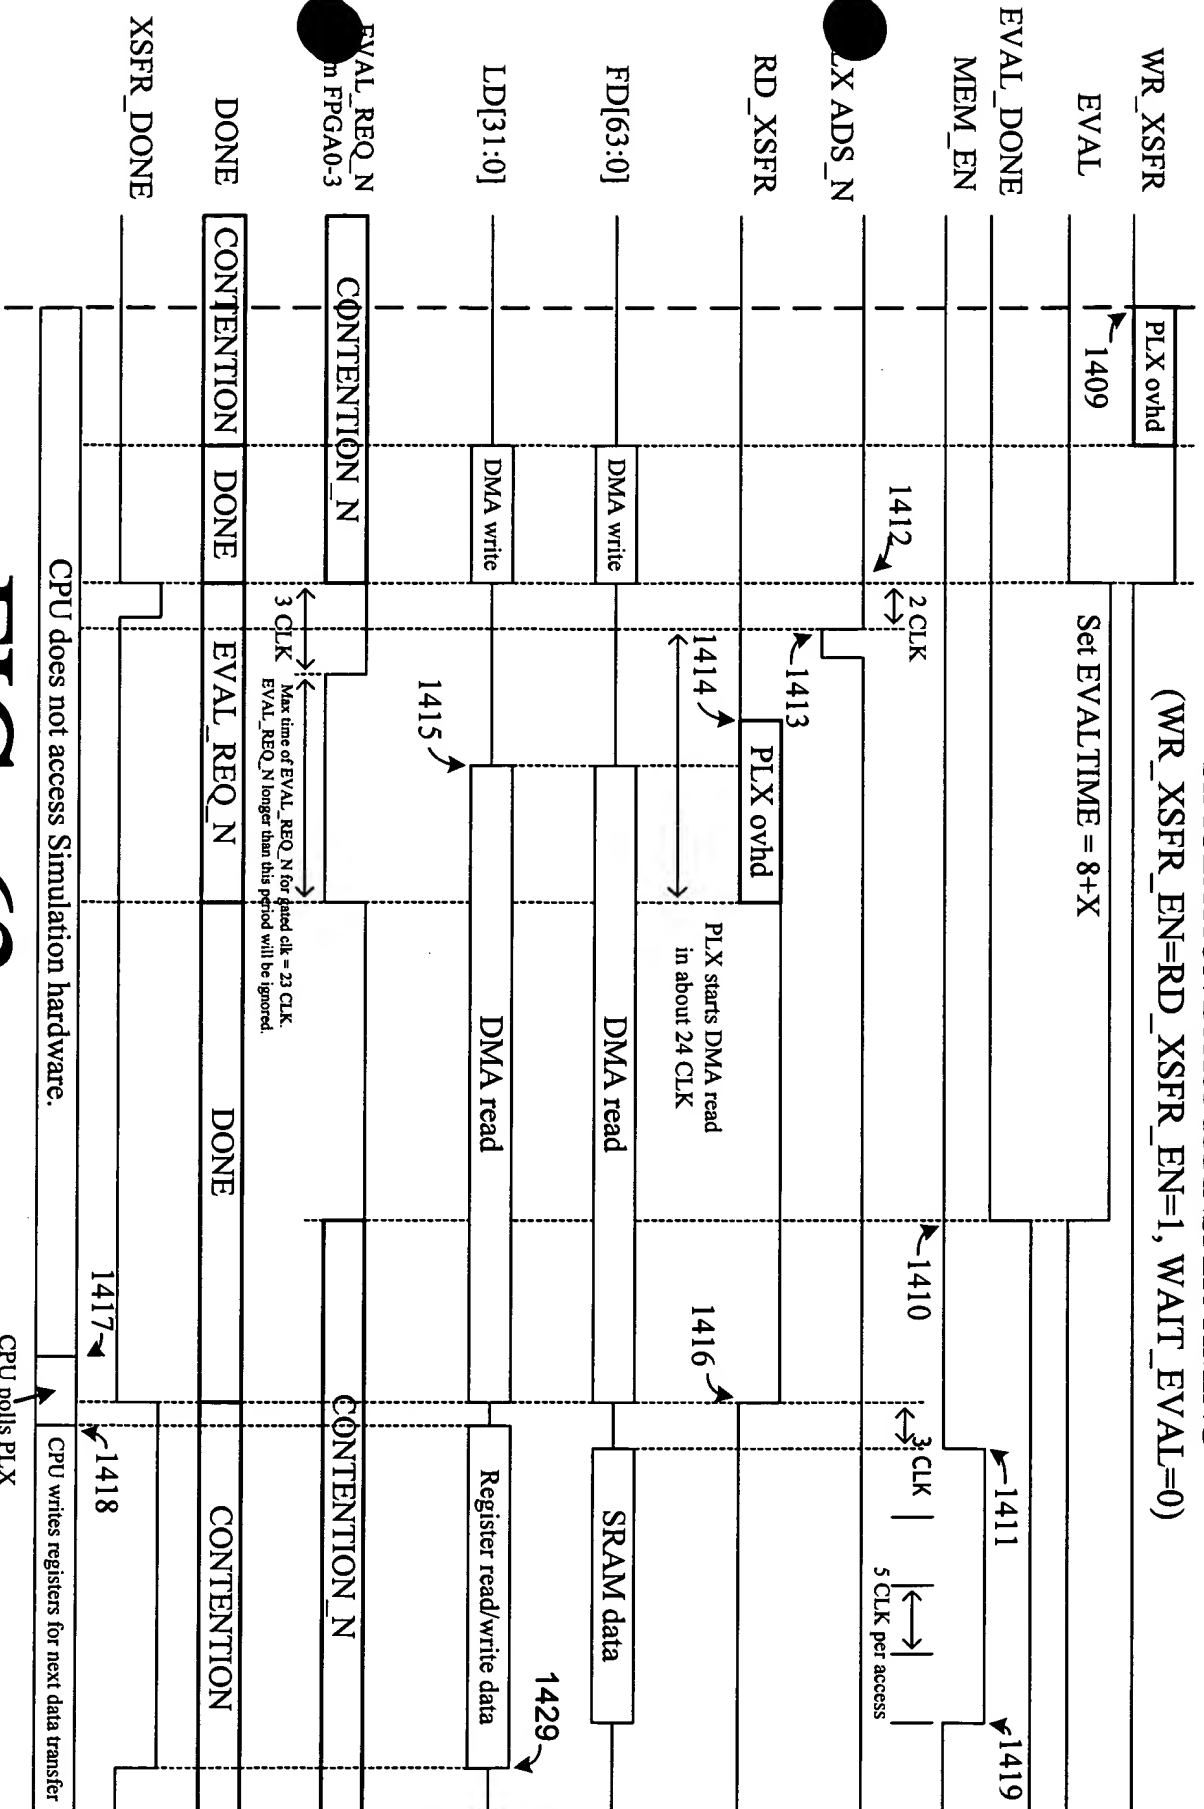 (WR_XSFR_EN=RD_XSFR_EN=1, WAIT_EVAL=0)
WR_XSFR
PLX ovhd
1409
EVAL
Set EVALTIME = 8+X
EVAL_DONE
MEM_EN
1410
1411
1419
LX ADS_N
1412
2 CLK
1413
3 CLK
5 CLK per access
RD_XSFR
1414
PLX ovhd
PLX starts DMA read
in about 24 CLK
1416
FD[63:0]
DMA write
DMA read
SRAM data
LD[31:0]
DMA write
1415
DMA read
Register read/write data
1429
EVAL_REQ_N
m FPGA0-3
CONTENTION_N
3 CLK
Max time of EVAL_REQ_N for gated clk = 23 CLK.
EVAL_REQ_N longer than this period will be ignored.
CONTENTION_N
DONE
CONTENTION
DONE
EVAL_REQ_N
DONE
CONTENTION
XSFR_DONE
1417
1418
CPU does not access Simulation hardware.
CPU writes registers for next data transfer
CPU polls PLX